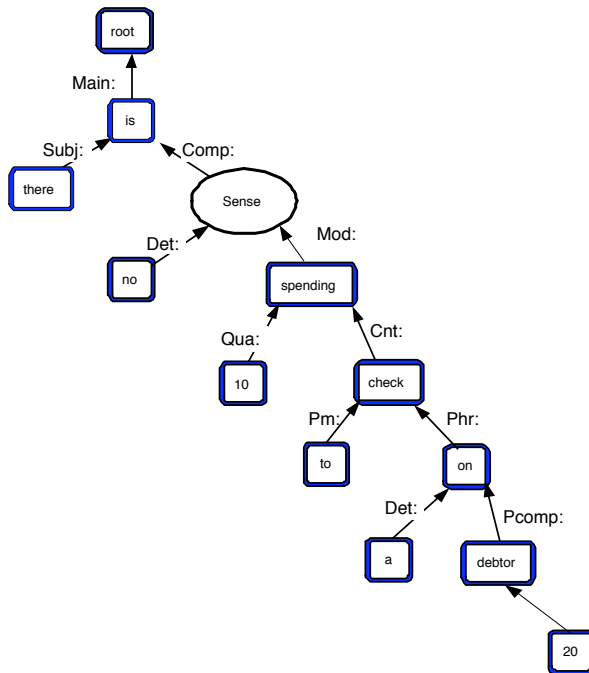 root
Main:
is
Subj:
Comp:
there
Sense
Det:
Mod:
no
spending
Qua:
Cnt:
10
check
Pm:
Phr:
to
on
Det:
Pcomp:
a
debtor
20